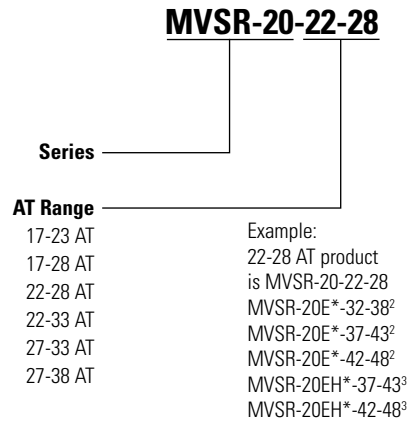 MVSR-20-22-28
Series
AT Range
17-23 AT
17-28 AT
22-28 AT
22-33 AT
27-33 AT
27-38 AT
Example:
22-28 AT product
is MVSR-20-22-28
MVSR-20E*-32-38²
MVSR-20E*-37-43²
MVSR-20E*-42-48²
MVSR-20EH*-37-43³
MVSR-20EH*-42-48³